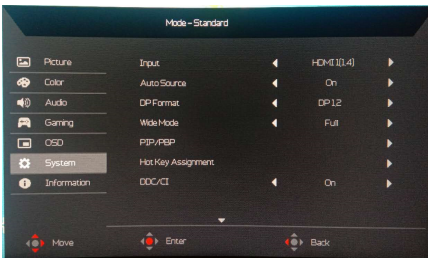 Mode - Standard
Picture
Color
Audio
Gaming
OSD
System
Information
Input HDMI 1(1.4)
Auto Source On
DP Format DP 1.2
Wide Mode Full
PIP/PBP
Hot Key Assignment
DDC/CI On
Move Enter Back